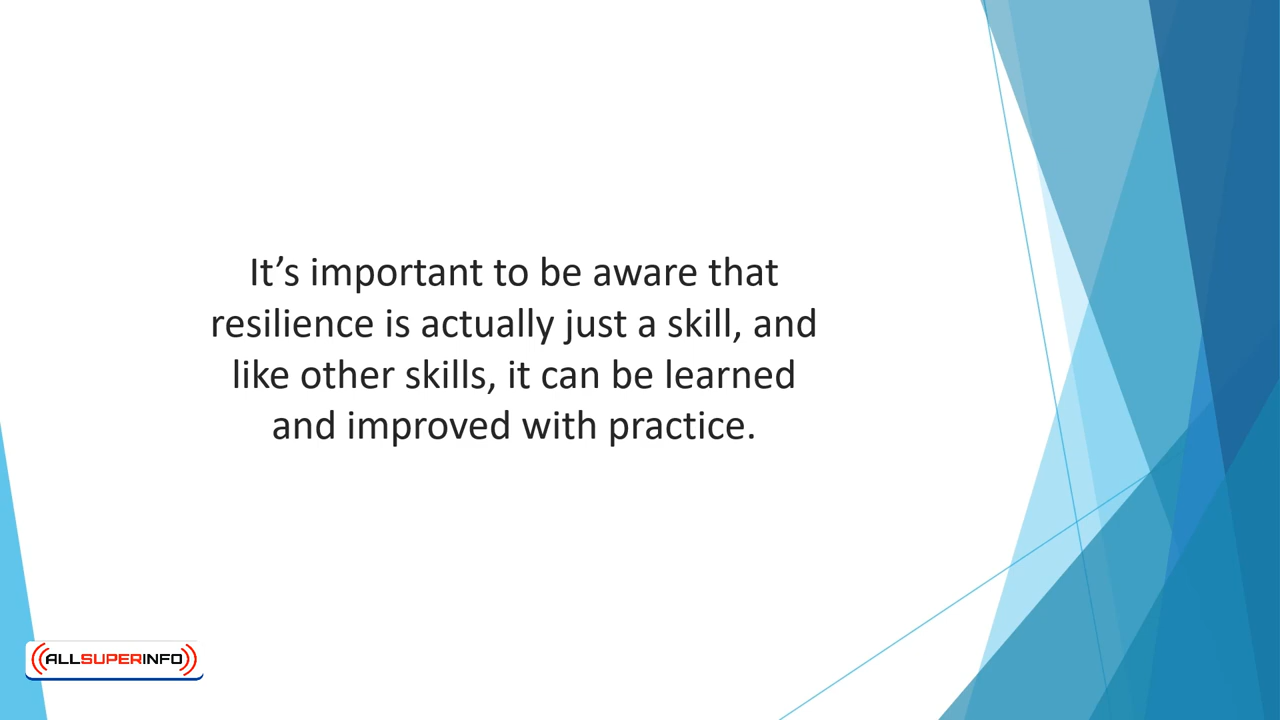 It’s important to be aware that
resilience is actually just a skill, and
like other skills, it can be learned
and improved with practice.
ALLSUPERINFO